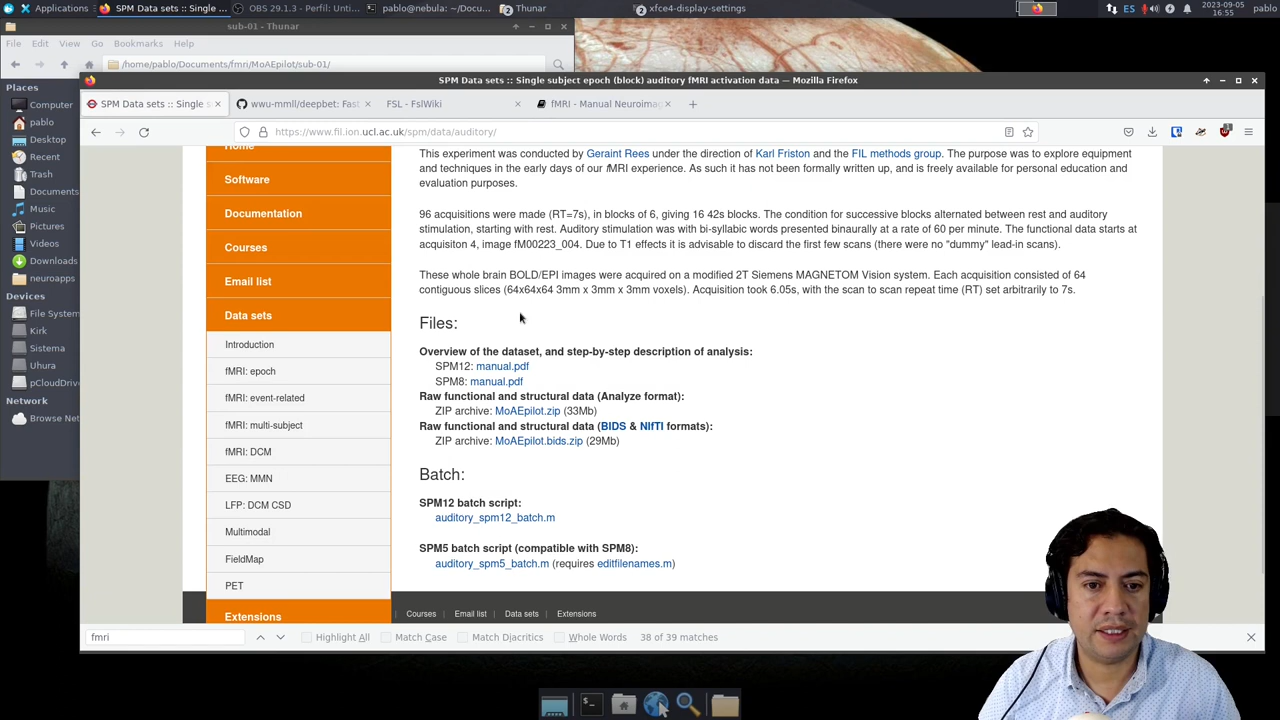 Applications
SPM Data sets :: Single ...
OBS 29.1.3 - Perfil: Unti...
pablo@nebula: ~/Docu...
2 Thunar
2 xfce4-display-settings
ES
2023-09-05
16:55
pablo
sub-01 - Thunar
File Edit View Go Bookmarks Help
/home/pablo/Documents/fmri/MoAEpilot/sub-01/
Places
Computer
pablo
Desktop
Recent
Trash
Documents
Music
Pictures
Videos
Downloads
neuroapps
Devices
File System
Kirk
Sistema
Uhura
pCloudDrive
Network
Browse Net
SPM Data sets :: Single subject epoch (block) auditory fMRI activation data — Mozilla Firefox
SPM Data sets :: Single s
wwu-mmll/deepbet: Fast
FSL - FslWiki
fMRI - Manual Neuroimag
https://www.fil.ion.ucl.ac.uk/spm/data/auditory/
Home
Software
Documentation
Courses
Email list
Data sets
Introduction
fMRI: epoch
fMRI: event-related
fMRI: multi-subject
fMRI: DCM
EEG: MMN
LFP: DCM CSD
Multimodal
FieldMap
PET
Extensions
This experiment was conducted by Geraint Rees under the direction of Karl Friston and the FIL methods group. The purpose was to explore equipment
and techniques in the early days of our fMRI experience. As such it has not been formally written up, and is freely available for personal education and
evaluation purposes.
96 acquisitions were made (RT=7s), in blocks of 6, giving 16 42s blocks. The condition for successive blocks alternated between rest and auditory
stimulation, starting with rest. Auditory stimulation was with bi-syllabic words presented binaurally at a rate of 60 per minute. The functional data starts at
acquisiton 4, image fM00223_004. Due to T1 effects it is advisable to discard the first few scans (there were no "dummy" lead-in scans).
These whole brain BOLD/EPI images were acquired on a modified 2T Siemens MAGNETOM Vision system. Each acquisition consisted of 64
contiguous slices (64x64x64 3mm x 3mm x 3mm voxels). Acquisition took 6.05s, with the scan to scan repeat time (RT) set arbitrarily to 7s.
Files:
Overview of the dataset, and step-by-step description of analysis:
SPM12: manual.pdf
SPM8: manual.pdf
Raw functional and structural data (Analyze format):
ZIP archive: MoAEpilot.zip (33Mb)
Raw functional and structural data (BIDS & NIfTI formats):
ZIP archive: MoAEpilot.bids.zip (29Mb)
Batch:
SPM12 batch script:
auditory_spm12_batch.m
SPM5 batch script (compatible with SPM8):
auditory_spm5_batch.m (requires editfilenames.m)
Courses | Email list | Data sets | Extensions
fmri
Highlight All Match Case Match Diacritics Whole Words 38 of 39 matches